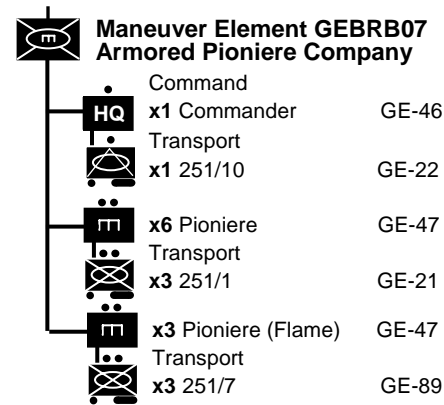 Maneuver Element GEBRB07
Armored Pioniere Company
Command
HQ x1 Commander GE-46
Transport
x1 251/10 GE-22
x6 Pioniere GE-47
Transport
x3 251/1 GE-21
x3 Pioniere (Flame) GE-47
Transport
x3 251/7 GE-89